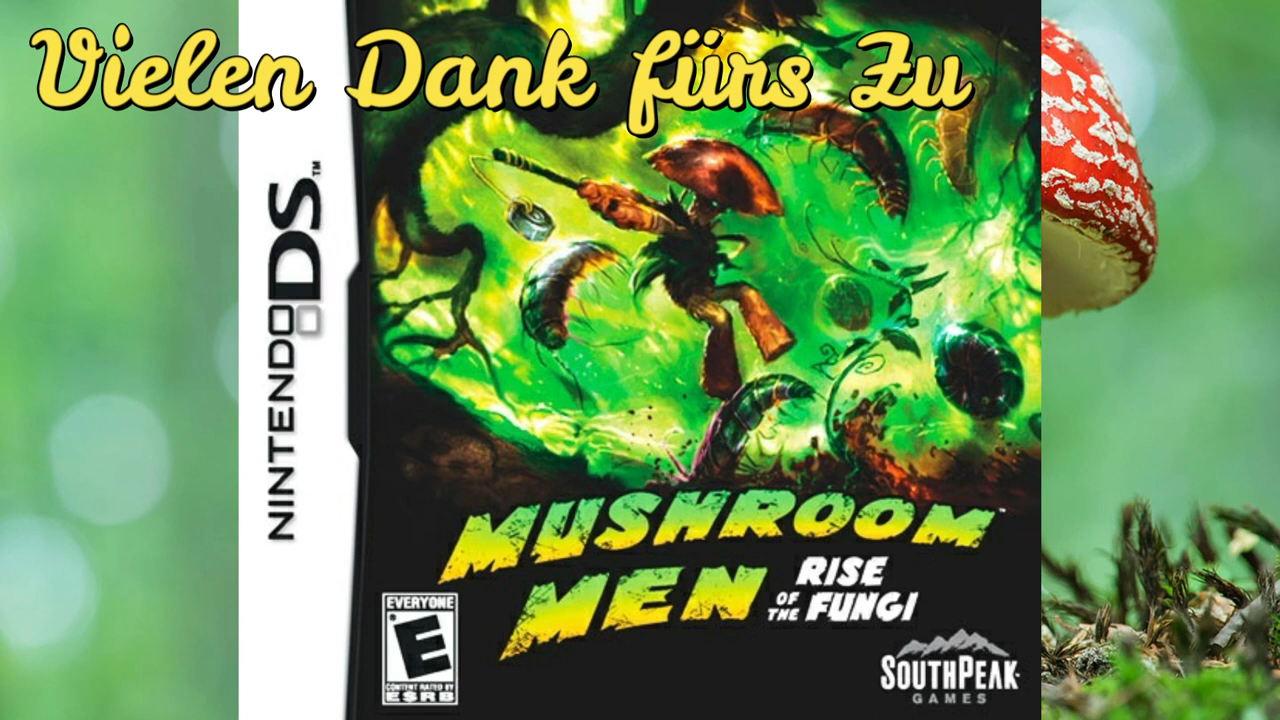 Vielen Dank fürs Zu
NINTENDO DS™
MUSHROOM
MEN RISE
OF THE FUNGI
EVERYONE
E
CONTENT RATED BY
ESRB
SOUTHPEAK
GAMES